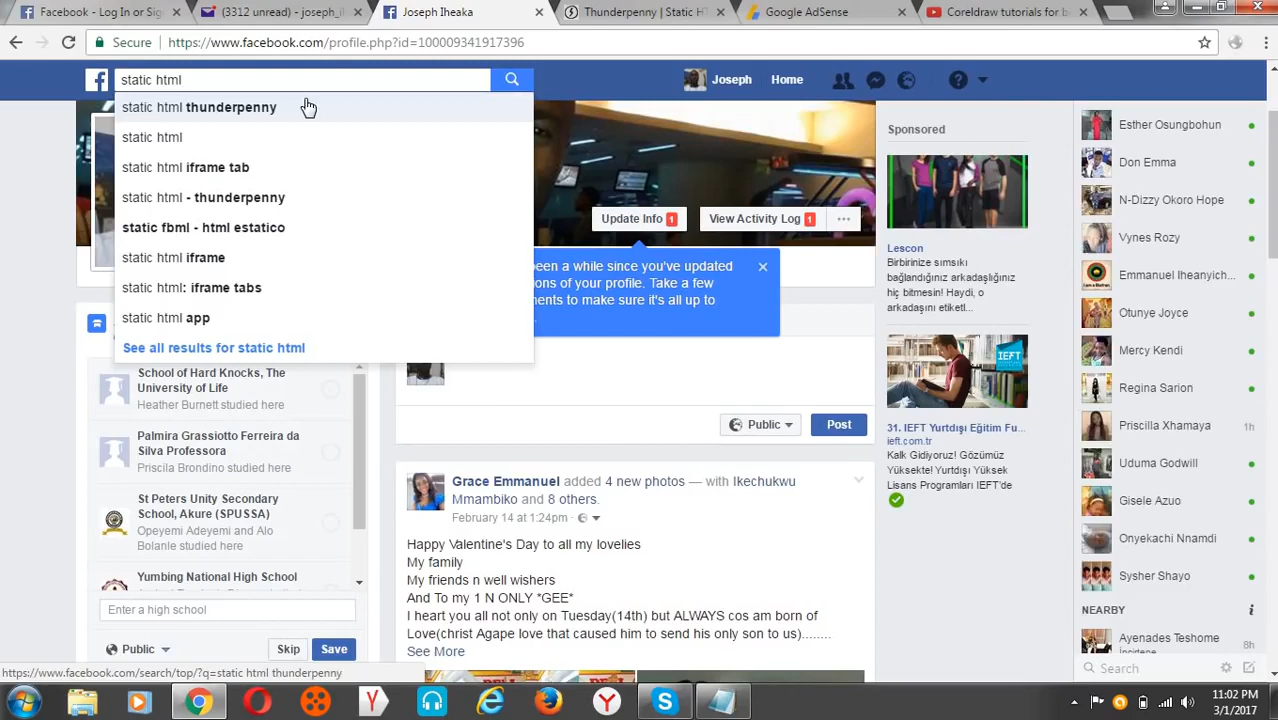 Facebook - Log In or Sig
(3312 unread) - joseph_i
Joseph Iheaka
Thunderpenny | Static H
Google AdSense
Coreldraw tutorials for b
Secure
https://www.facebook.com/profile.php?id=100009341917396
static html
Joseph
Home
static html thunderpenny
static html
static html iframe tab
static html - thunderpenny
static fbml - html estatico
static html iframe
static html: iframe tabs
static html app
See all results for static html
Update Info 1
View Activity Log 1
been a while since you've updated
ions of your profile. Take a few
ments to make sure it's all up to
School of Hard Knocks, The
University of Life
Heather Burnett studied here
Palmira Grassiotto Ferreira da
Silva Professora
Priscila Brondino studied here
St Peters Unity Secondary
School, Akure (SPUSSA)
Opeyemi Adeyemi and Alo
Bolanle studied here
Yumbing National High School
Enter a high school
Public
Skip
Save
Public
Post
Grace Emmanuel added 4 new photos — with Ikechukwu
Mmambiko and 8 others.
February 14 at 1:24pm
Happy Valentine's Day to all my lovelies
My family
My friends n well wishers
And To my 1 N ONLY *GEE*
I heart you all not only on Tuesday(14th) but ALWAYS cos am born of
Love(christ Agape love that caused him to send his only son to us)........
See More
Sponsored
Lescon
Birbirinize sımsıkı
bağlandığınız arkadaşlığınız
hiç bitmesin! Haydi, o
arkadaşını etiketl...
IEFT
31. IEFT Yurtdışı Eğitim Fu...
ieft.com.tr
Kalk Gidiyoruz! Gözümüz
Yüksekte! Yurtdışı Yüksek
Lisans Programları IEFT'de
Esther Osungbohun
Don Emma
N-Dizzy Okoro Hope
Vynes Rozy
Emmanuel Iheanyich...
Otunye Joyce
Mercy Kendi
Regina Sarion
Priscilla Xhamaya
1h
Uduma Godwill
Gisele Azuo
Onyekachi Nnamdi
Sysher Shayo
NEARBY
Ayenades Teshome
8h
Search
https://www.facebook.com/search/top/?q=static html thunderpenny
11:02 PM
3/1/2017